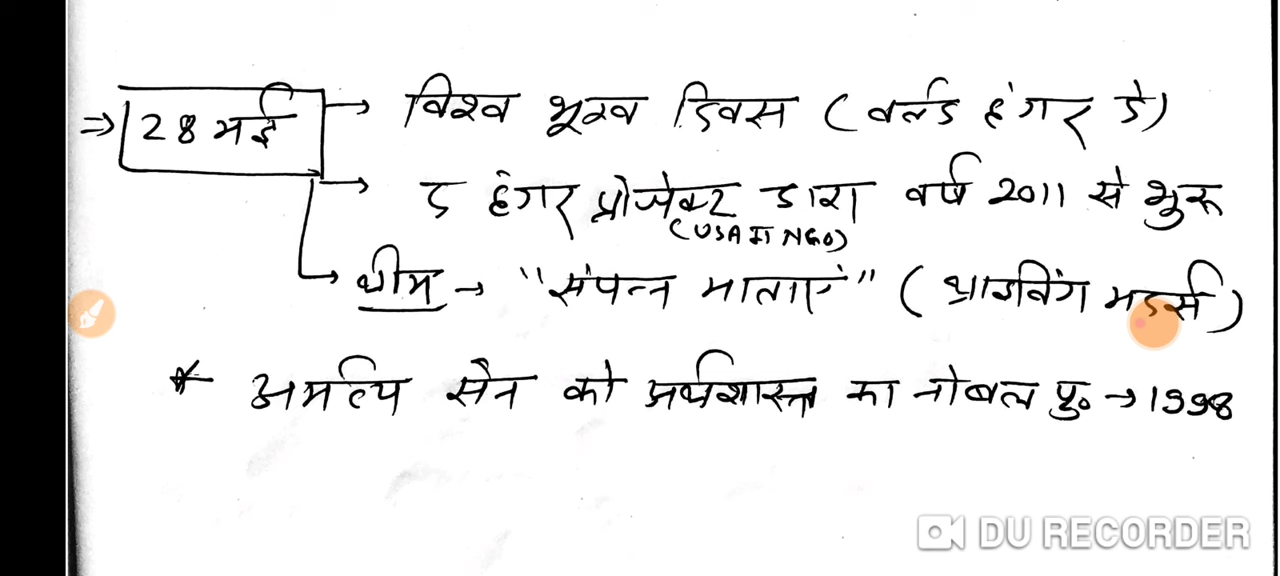 ⇒ 28 मई → विश्व भूख दिवस (वर्ल्ड हंगर डे)
→ द हंगर प्रोजेक्ट द्वारा वर्ष 2011 से शुरू
(USA का NGO)
→ थीम → "संपन्न माताएं" (थ्राइविंग मदर्स)
* अमर्त्य सेन को अर्थशास्त्र का नोबल पु॰ → 1998
DU RECORDER